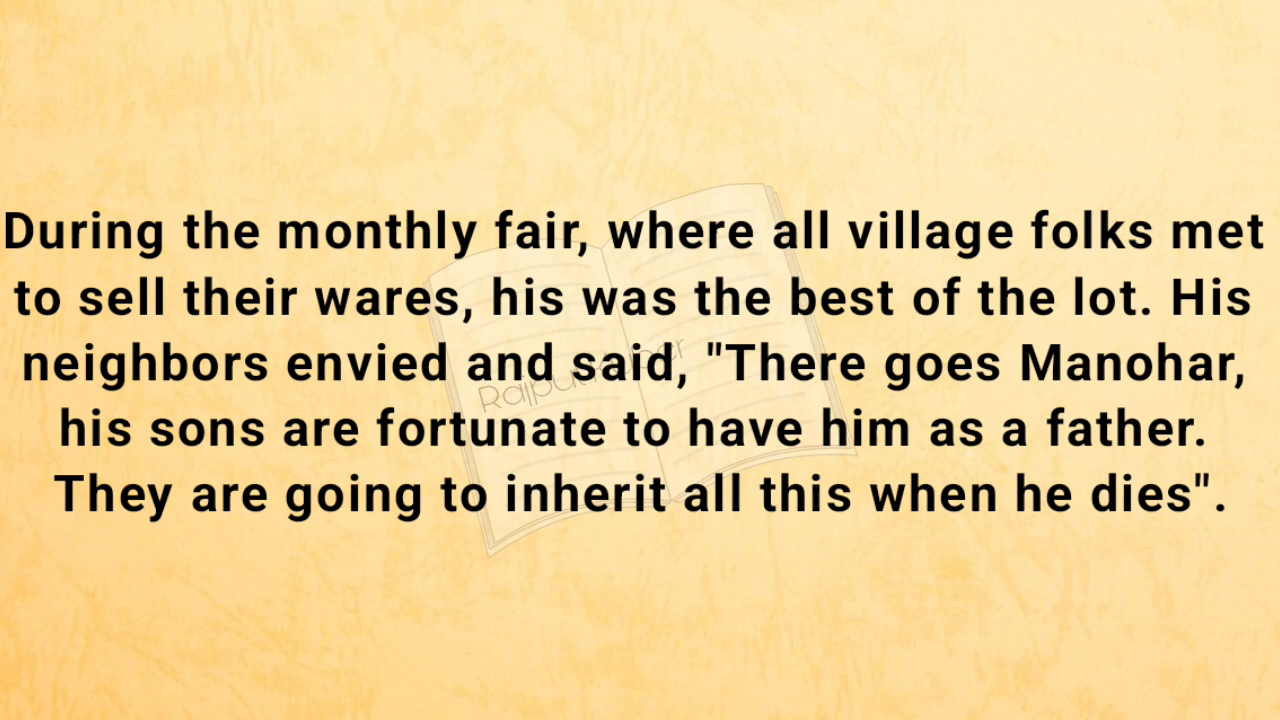 During the monthly fair, where all village folks met
to sell their wares, his was the best of the lot. His
neighbors envied and said, "There goes Manohar,
his sons are fortunate to have him as a father.
They are going to inherit all this when he dies".